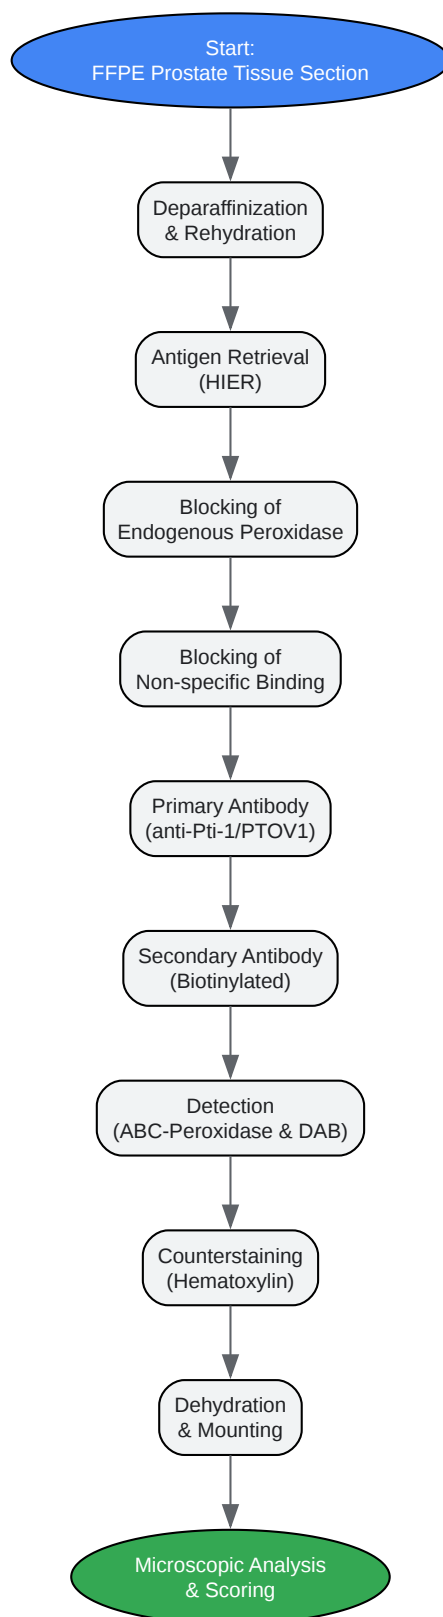 Start:
FFPE Prostate Tissue Section
Deparaffinization
& Rehydration
Antigen Retrieval
(HIER)
Blocking of
Endogenous Peroxidase
Blocking of
Non-specific Binding
Primary Antibody
(anti-Pti-1/PTOV1)
Secondary Antibody
(Biotinylated)
Detection
(ABC-Peroxidase & DAB)
Counterstaining
(Hematoxylin)
Dehydration
& Mounting
Microscopic Analysis
& Scoring